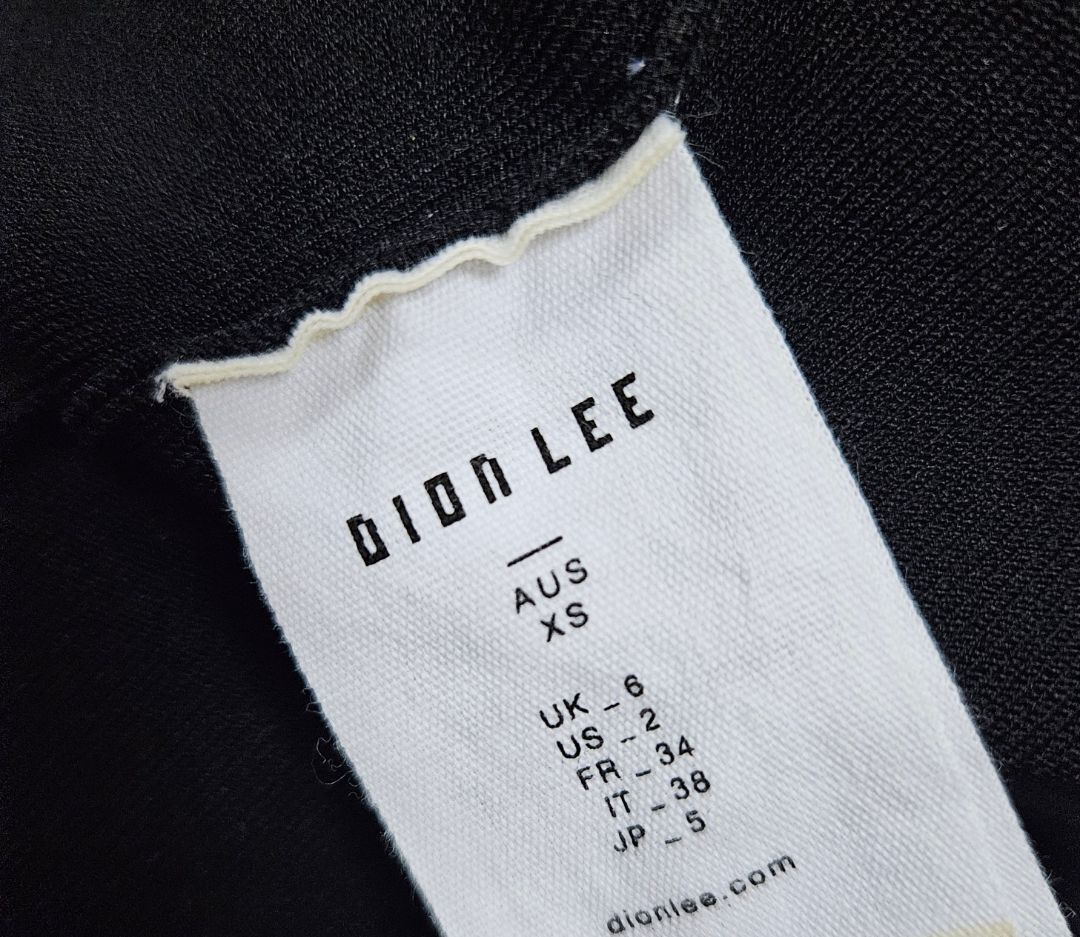 DION LEE
AUS
XS
UK - 6
US - 2
FR - 34
IT - 38
JP - 5
dionlee.com